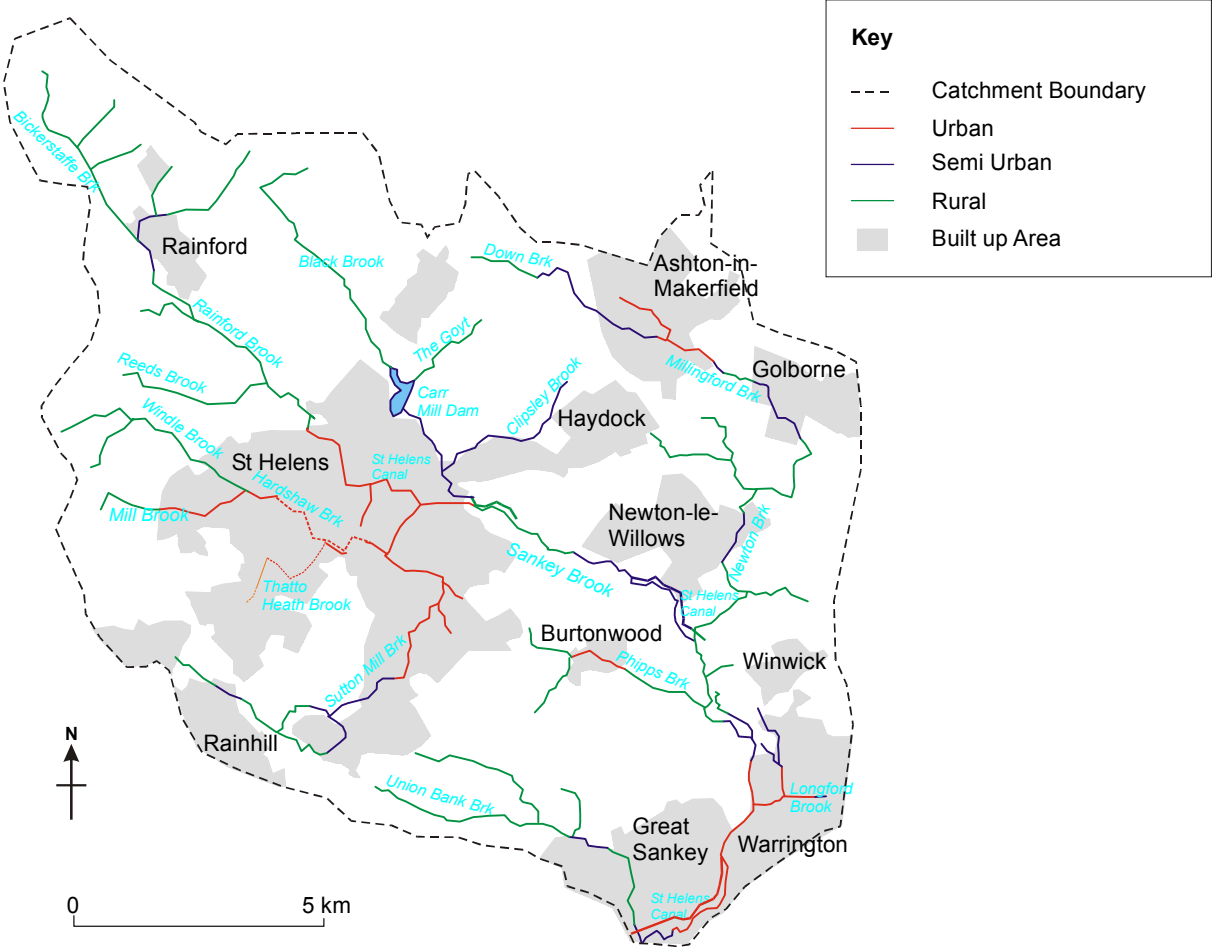 Key
Catchment Boundary
Urban
Semi Urban
Rural
Built up Area
Bickerstaffe Brk
Rainford
Black Brook
Down Brk
Ashton-in-
Makerfield
Rainford Brook
The Goyt
Reeds Brook
Millingford Brk
Golborne
Carr
Mill Dam
Clipsley Brook
Windle Brook
Haydock
St Helens
St Helens
Canal
Hardshaw Brk
Mill Brook
Newton-le-
Willows
Newton Brk
Sankey Brook
Thatto
Heath Brook
St Helens
Canal
Burtonwood
Sutton Mill Brk
Phipps Brk
Winwick
N
Rainhill
Union Bank Brk
Longford
Brook
Great
Sankey
Warrington
St Helens
Canal
0 5 km